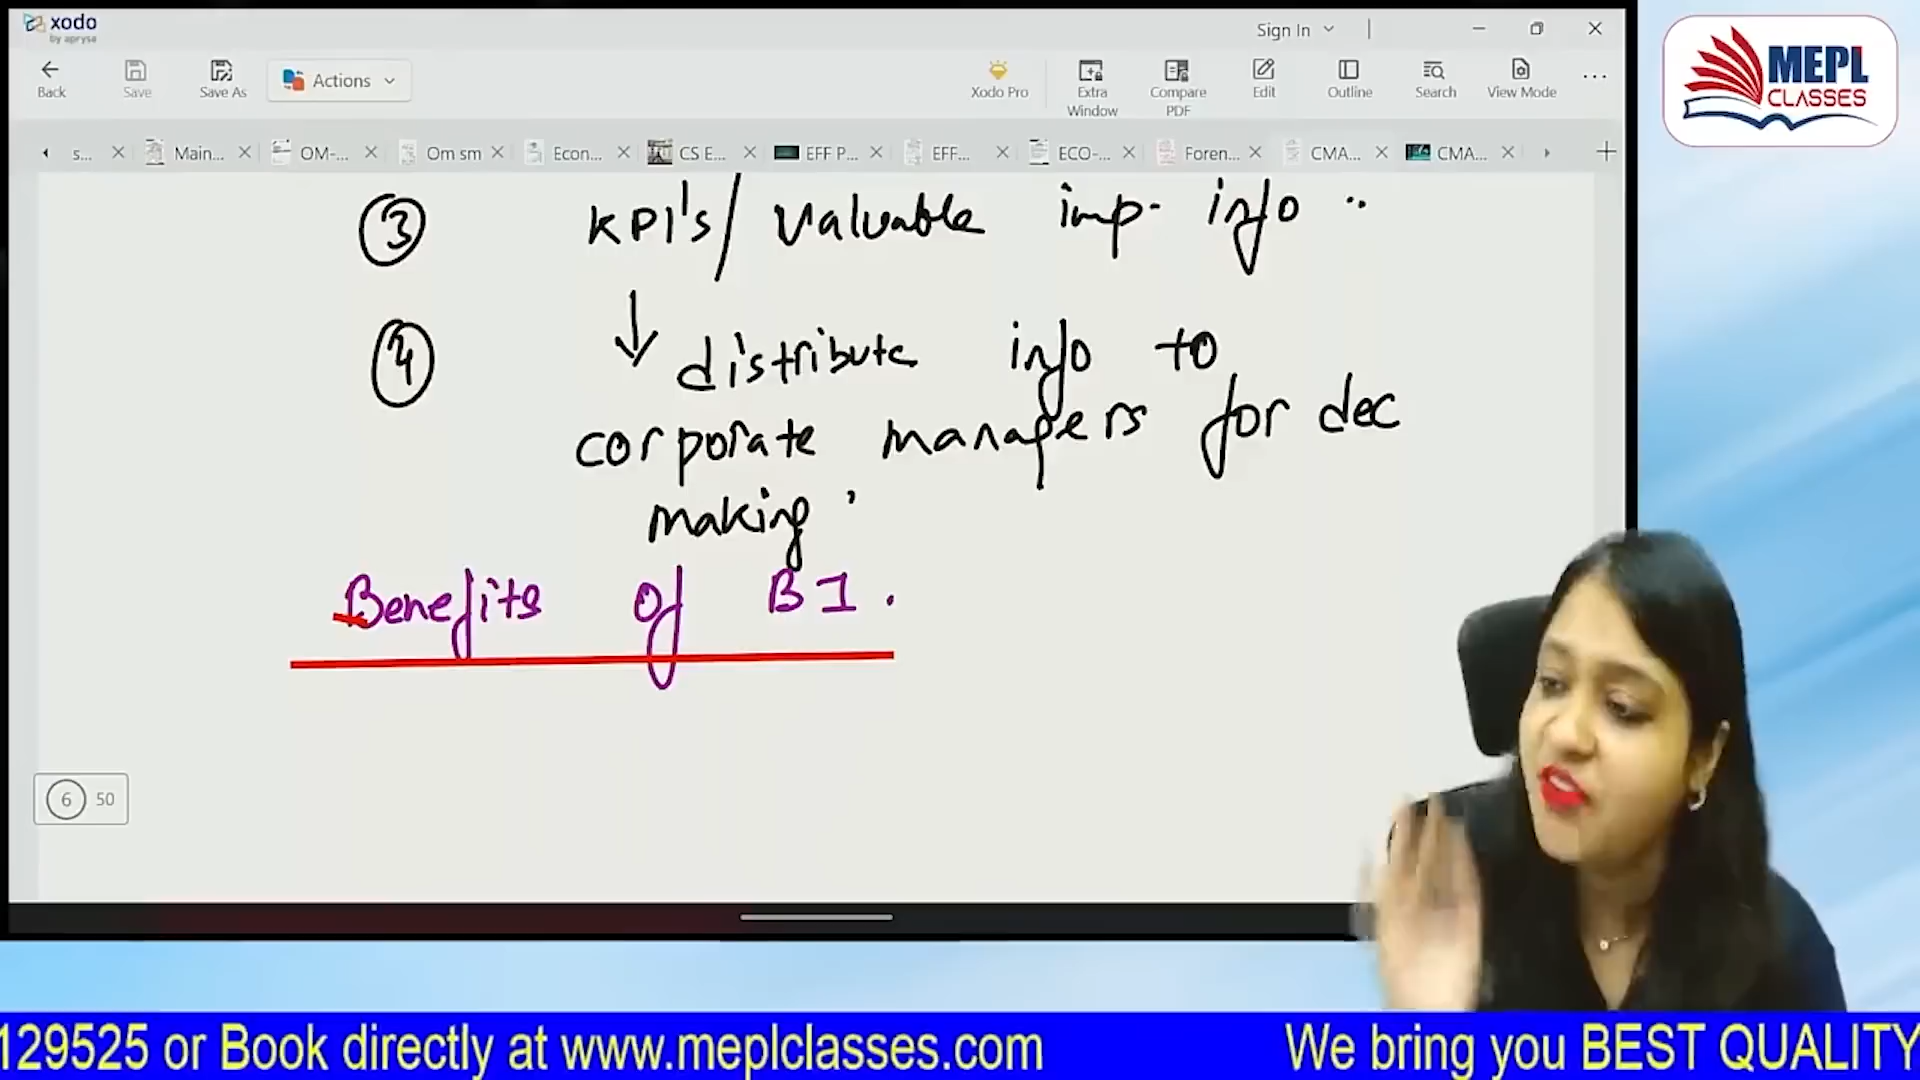 xodo
by apryse
Sign In
Back
Save
Save As
Actions
Xodo Pro
Extra Window
Compare PDF
Edit
Outline
Search
View Mode
s...
Main...
OM-...
Om sm
Econ...
CS E...
EFF P...
EFF...
ECO-...
Foren...
CMA...
CMA...
MEPL
CLASSES
3 KPI's/ Valuable imp. info ..
4 distribute info to
corporate managers for dec
making
Benefits of BI.
6 50
129525 or Book directly at www.meplclasses.com We bring you BEST QUALITY